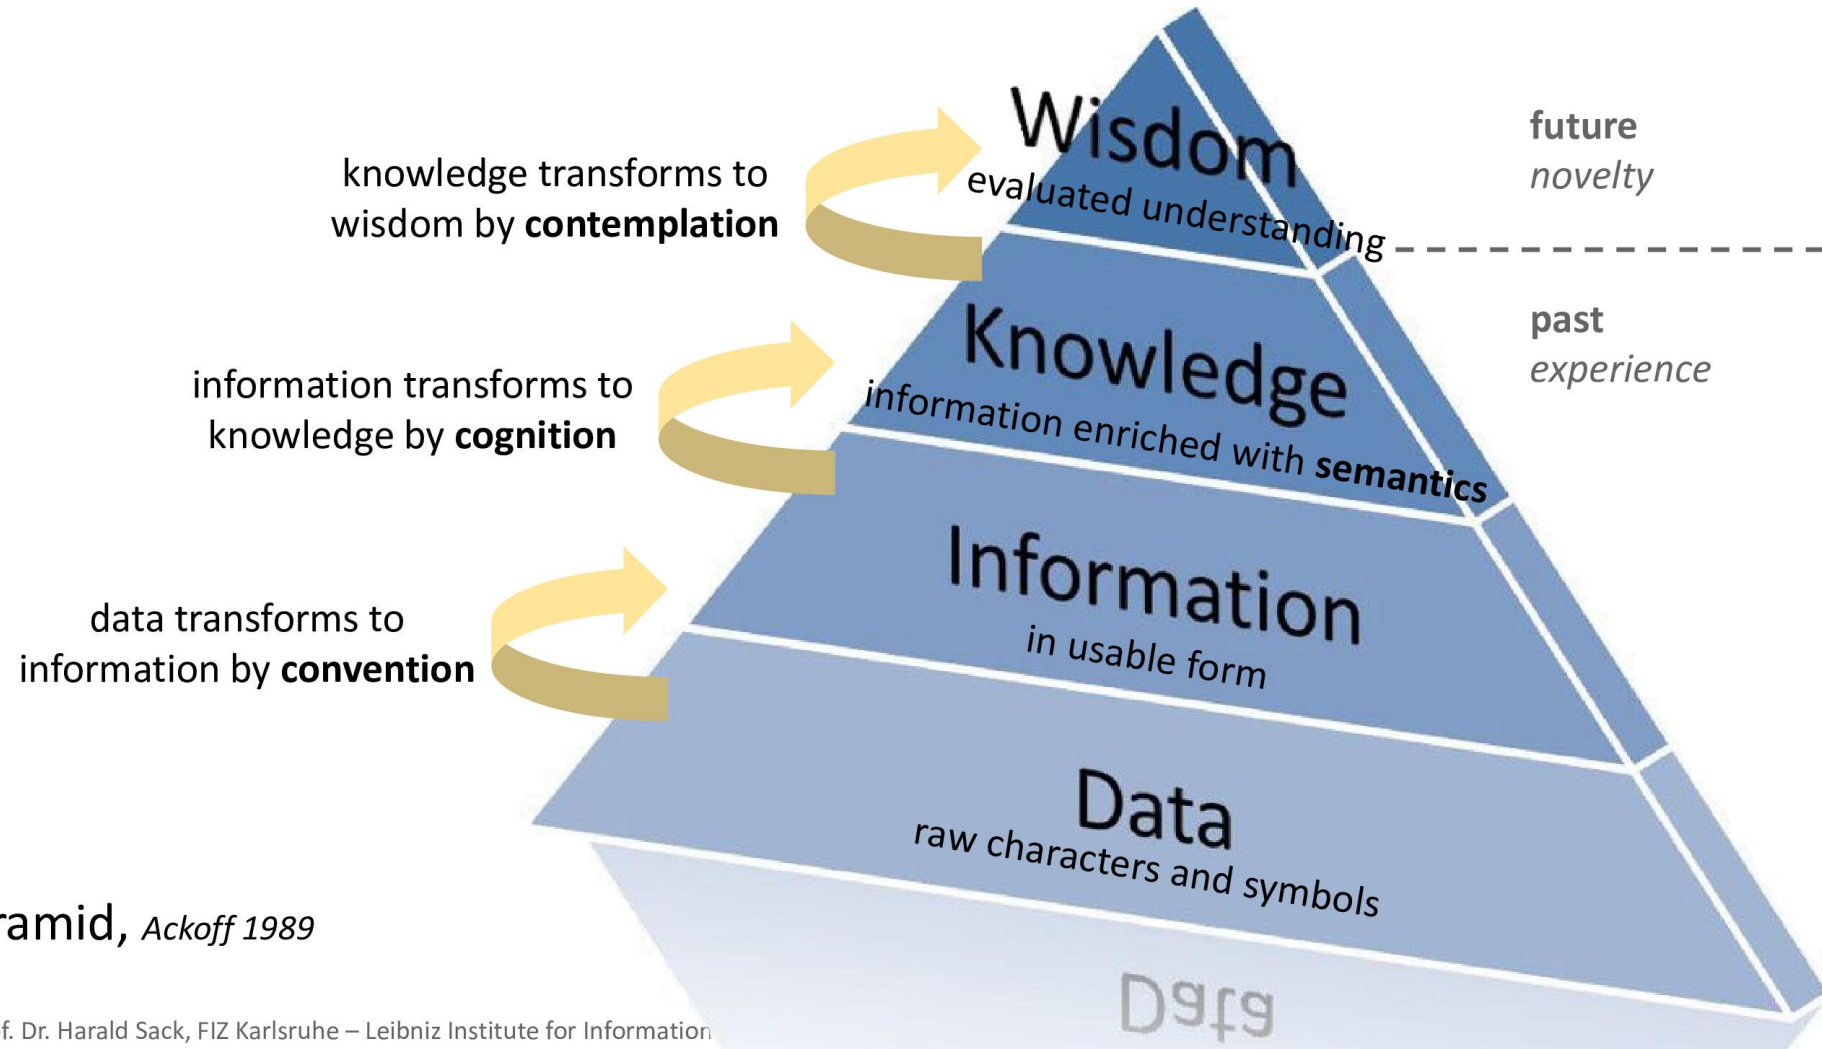 Wisdom
evaluated understanding
future
novelty
knowledge transforms to
wisdom by contemplation
Knowledge
information enriched with semantics
past
experience
information transforms to
knowledge by cognition
Information
in usable form
data transforms to
information by convention
Data
raw characters and symbols
ramid, Ackoff 1989
Data
f. Dr. Harald Sack, FIZ Karlsruhe – Leibniz Institute for Information